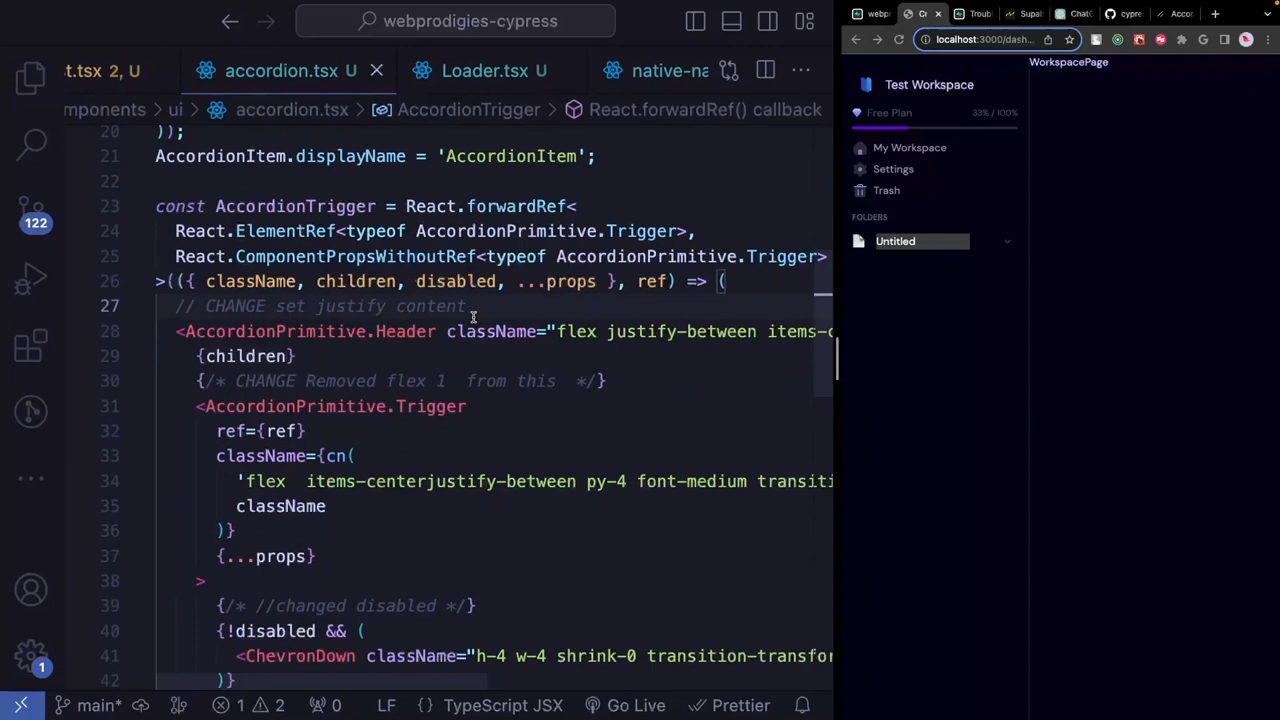 webprodigies-cypress
t.tsx 2, U
accordion.tsx U
Loader.tsx U
native-na
mponents > ui > accordion.tsx > AccordionTrigger > React.forwardRef() callback
20 ));
21 AccordionItem.displayName = 'AccordionItem';
22
23 const AccordionTrigger = React.forwardRef<
24 React.ElementRef<typeof AccordionPrimitive.Trigger>,
25 React.ComponentPropsWithoutRef<typeof AccordionPrimitive.Trigger>
26 >(({ className, children, disabled, ...props }, ref) => (
27 // CHANGE set justify content
28 <AccordionPrimitive.Header className="flex justify-between items-c
29 {children}
30 {/* CHANGE Removed flex 1 from this */}
31 <AccordionPrimitive.Trigger
32 ref={ref}
33 className={cn(
34 'flex items-centerjustify-between py-4 font-medium transiti
35 className
36 )}
37 {...props}
38 >
39 {/* //changed disabled */}
40 {!disabled && (
41 <ChevronDown className="h-4 w-4 shrink-0 transition-transfor
42 )}
122
1
main* 1 2 0 LF {} TypeScript JSX Go Live Prettier
webpr
Cr
Troubl
Supab
ChatG
cypre
Accor
localhost:3000/dash...
Test Workspace
Free Plan 33% / 100%
My Workspace
Settings
Trash
FOLDERS
Untitled
WorkspacePage